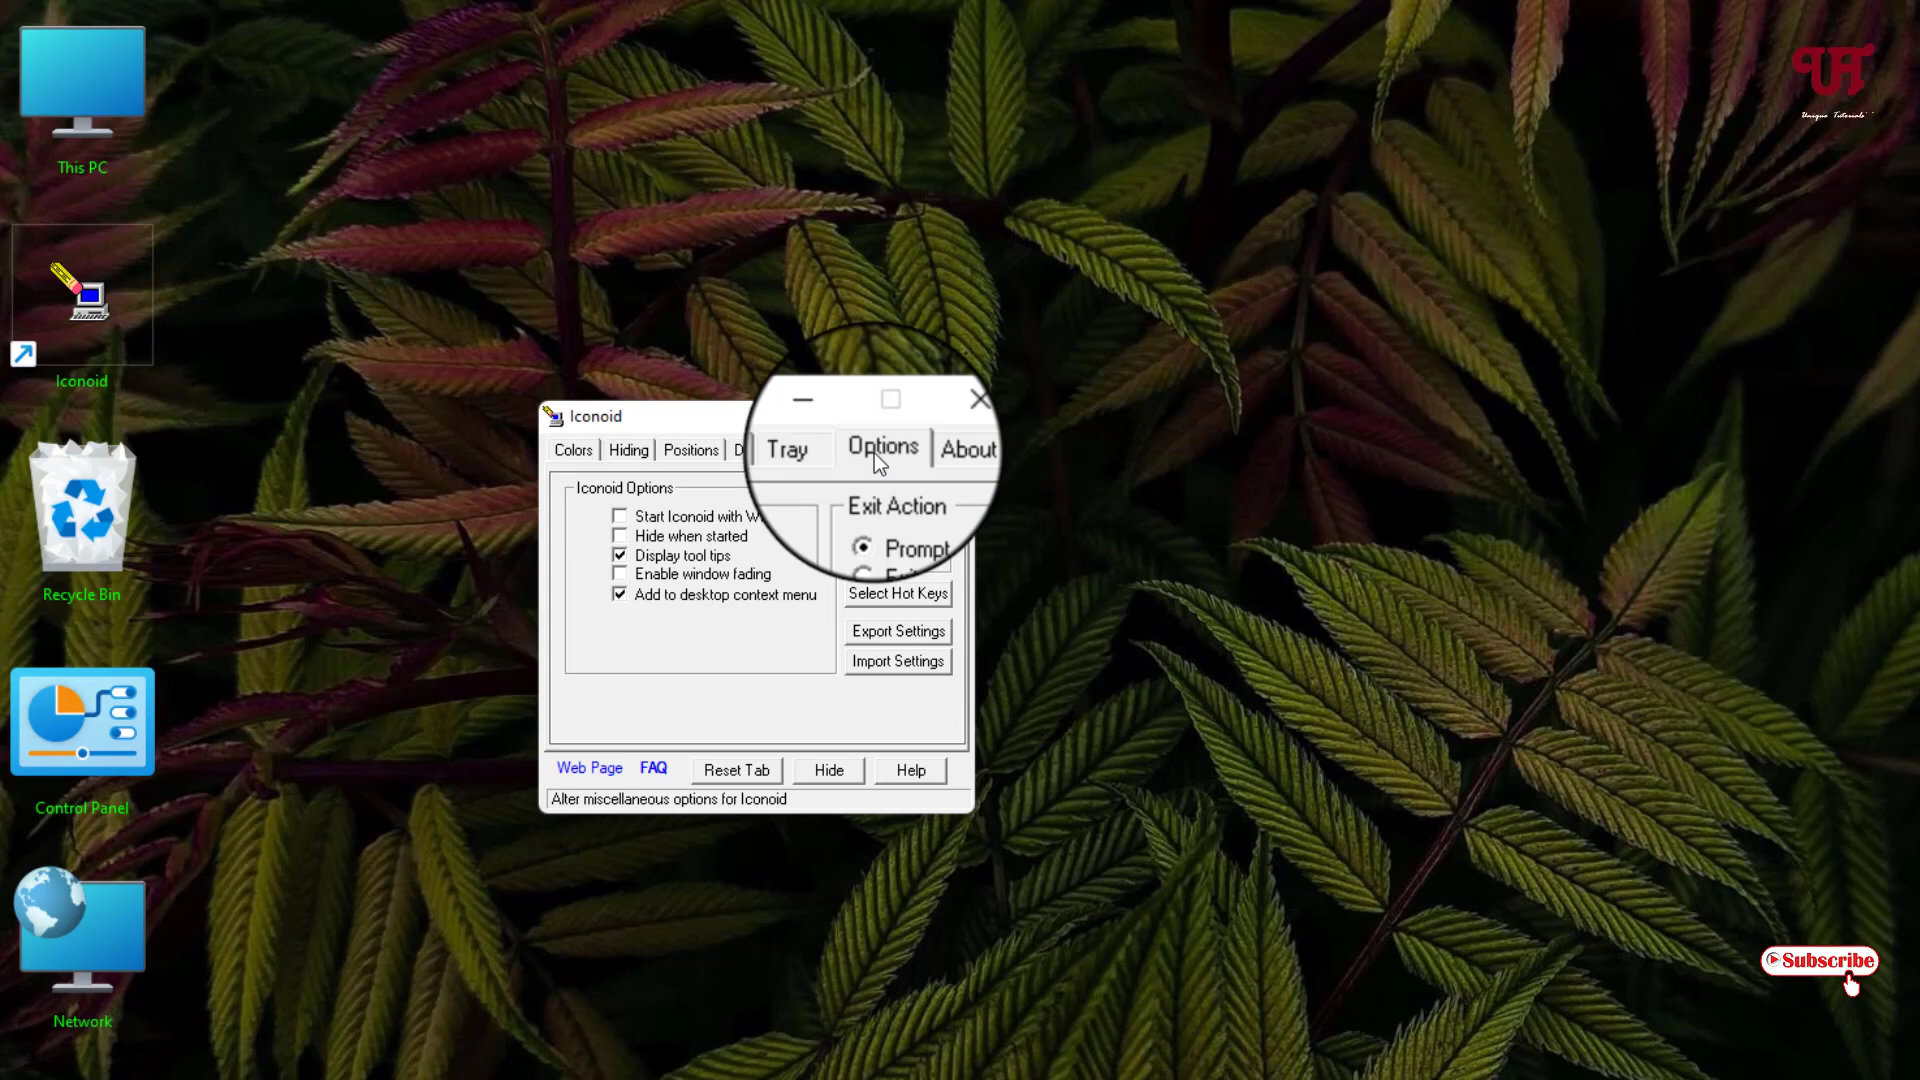 This PC
Iconoid
Recycle Bin
Control Panel
Network
UT
Unique Tutorials
Iconoid
Colors Hiding Positions D Tray Options About
Iconoid Options
Start Iconoid with W
Hide when started
Display tool tips
Enable window fading
Add to desktop context menu
Exit Action
Prompt
Select Hot Keys
Export Settings
Import Settings
Web Page FAQ Reset Tab Hide Help
Alter miscellaneous options for Iconoid
Subscribe